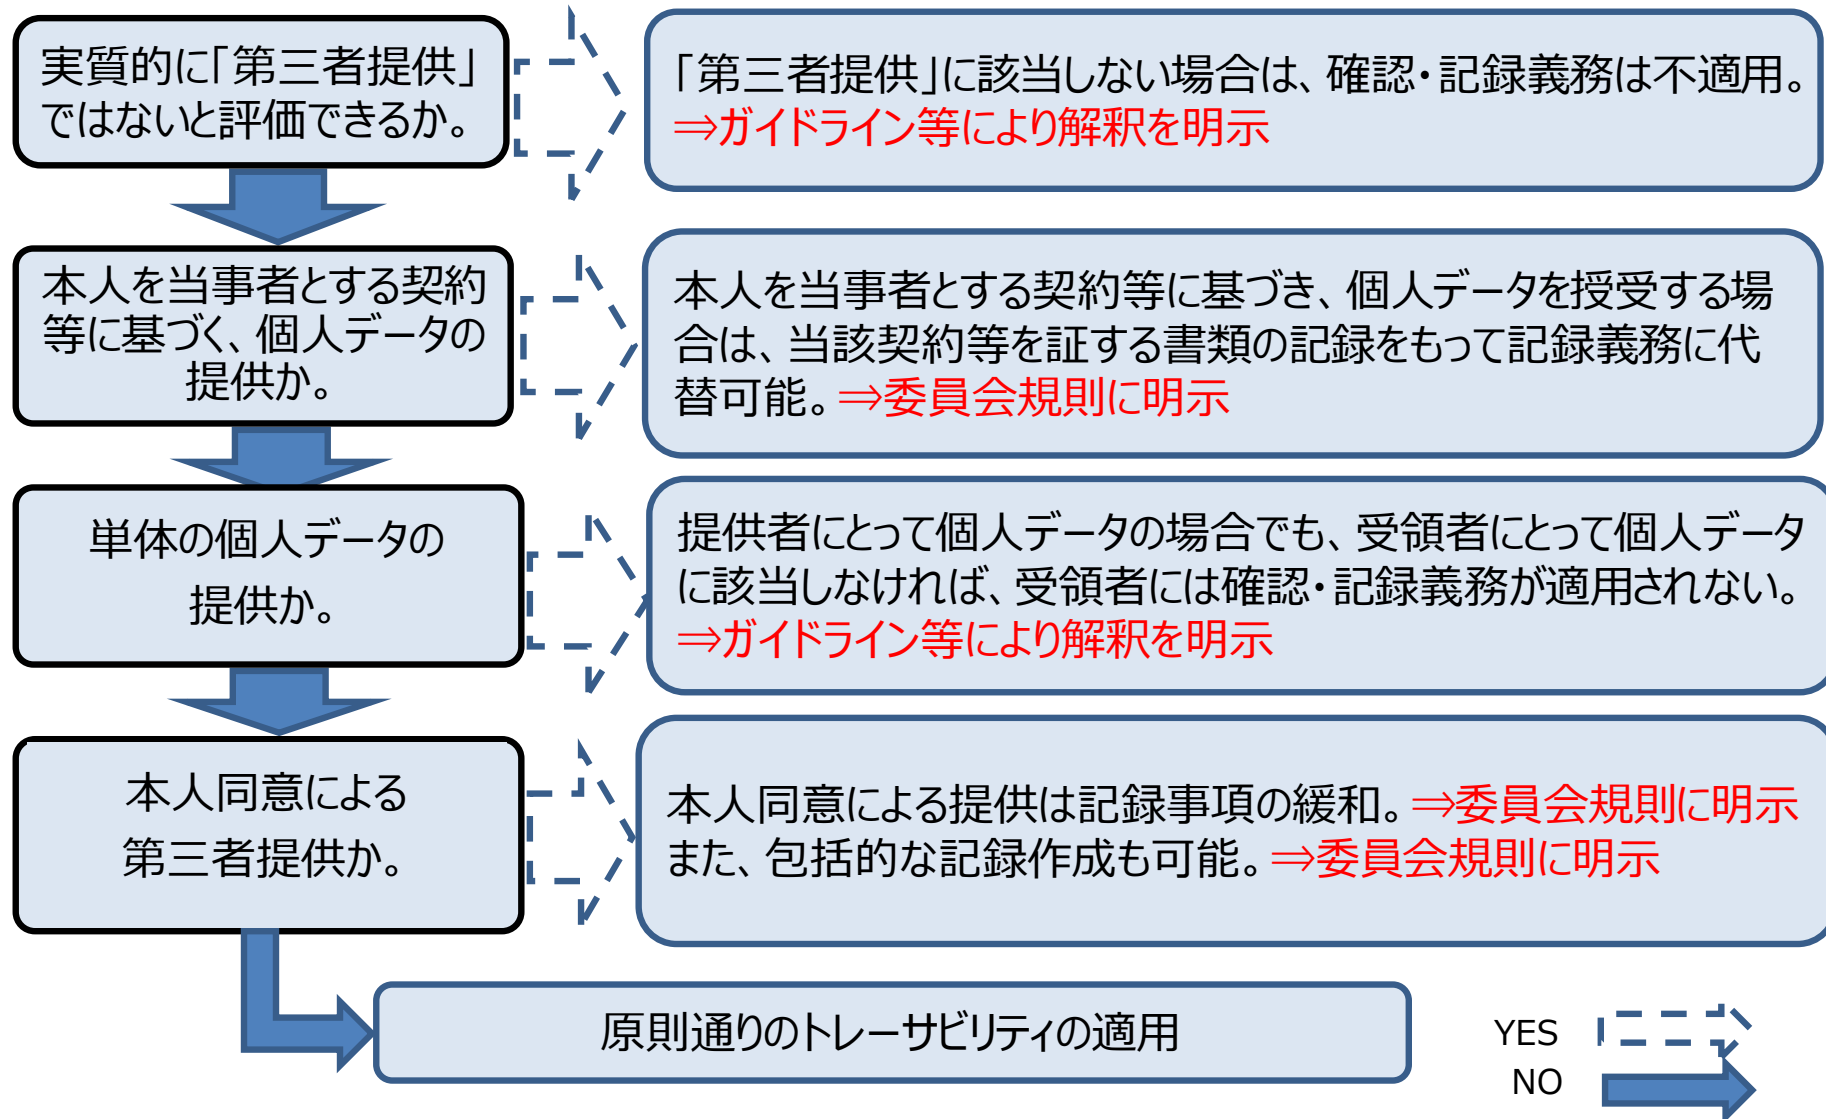 実質的に「第三者提供」
ではないと評価できるか。
「第三者提供」に該当しない場合は、確認・記録義務は不適用。
⇒ガイドライン等により解釈を明示
本人を当事者とする契約
等に基づく、個人データの
提供か。
本人を当事者とする契約等に基づき、個人データを授受する場
合は、当該契約等を証する書類の記録をもって記録義務に代
替可能。⇒委員会規則に明示
単体の個人データの
提供か。
提供者にとって個人データの場合でも、受領者にとって個人データ
に該当しなければ、受領者には確認・記録義務が適用されない。
⇒ガイドライン等により解釈を明示
本人同意による
第三者提供か。
本人同意による提供は記録事項の緩和。⇒委員会規則に明示
また、包括的な記録作成も可能。⇒委員会規則に明示
原則通りのトレーサビリティの適用
YES
NO